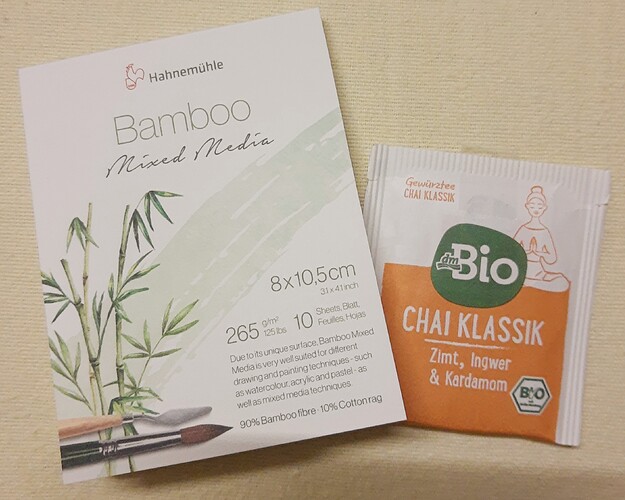 Hahnemühle
Bamboo
Mixed Media
8x10,5cm
3.1 x 4.1 inch
265 g/m² 125 lbs 10 Sheets, Blatt, Feuilles, Hojas
Due to its unique surface, Bamboo Mixed
Media is very well suited for different
drawing and painting techniques - such
as watercolour, acrylic and pastel - as
well as mixed media techniques.
90% Bamboo fibre · 10% Cotton rag
Gewürztee
CHAI KLASSIK
dm
Bio
CHAI KLASSIK
Zimt, Ingwer
& Kardamom
BIO